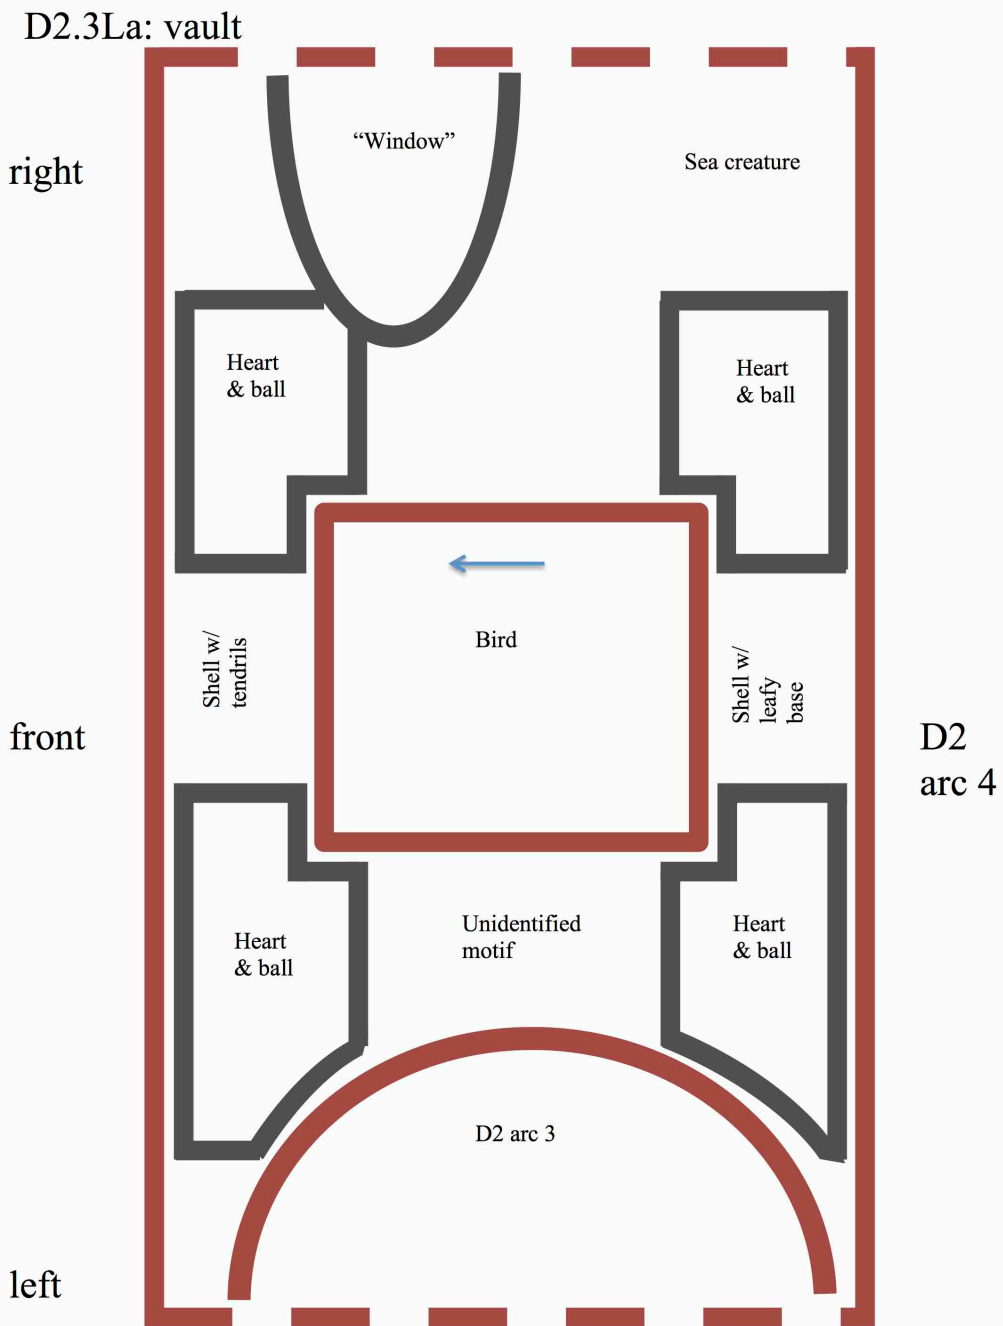 D2.3La: vault
right
“Window”
Sea creature
Heart
& ball
Heart
& ball
Bird
Shell w/
tendrils
Shell w/
leafy
base
front
D2
arc 4
Heart
& ball
Unidentified
motif
Heart
& ball
D2 arc 3
left